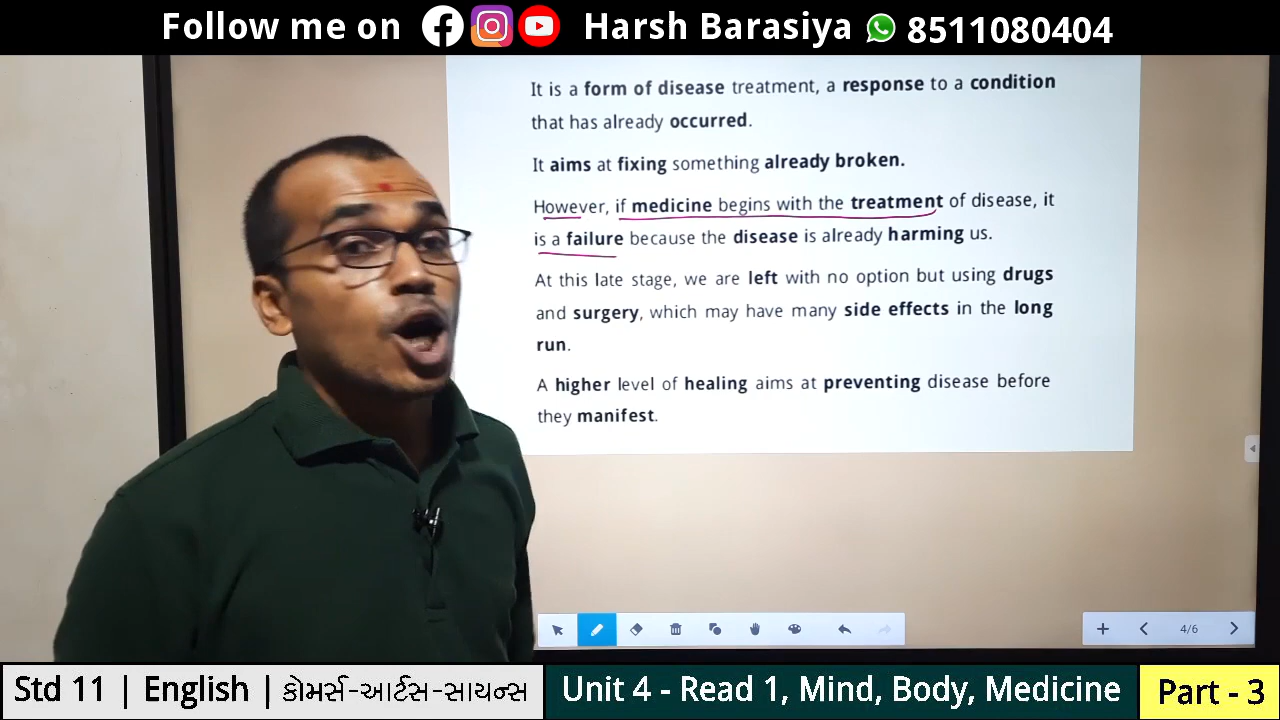 Follow me on Harsh Barasiya 8511080404
It is a form of disease treatment, a response to a condition
that has already occurred.
It aims at fixing something already broken.
However, if medicine begins with the treatment of disease, it
is a failure because the disease is already harming us.
At this late stage, we are left with no option but using drugs
and surgery, which may have many side effects in the long
run.
A higher level of healing aims at preventing disease before
they manifest.
4/6
Std 11 | English | કોમર્સ-આર્ટસ-સાયન્સ
Unit 4 - Read 1, Mind, Body, Medicine
Part - 3